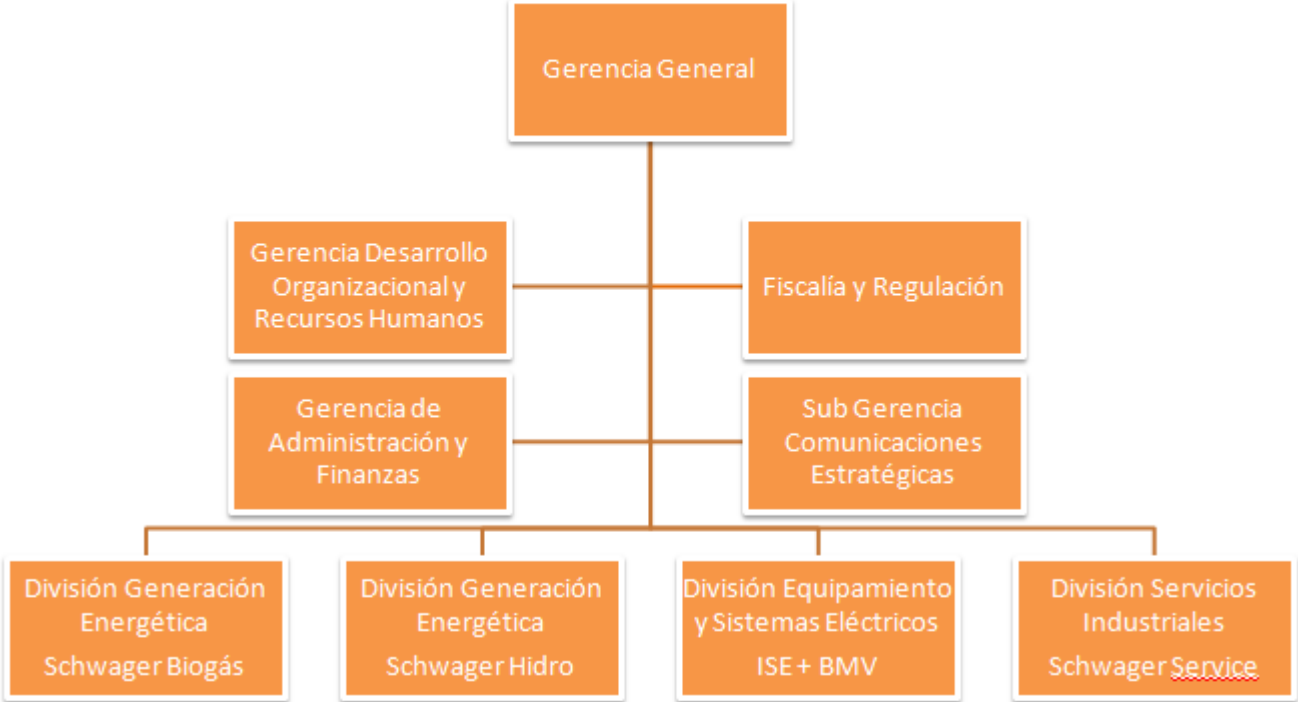 Gerencia General
Gerencia Desarrollo
Organizacional y
Recursos Humanos
Fiscalía y Regulación
Gerencia de
Administración y
Finanzas
Sub Gerencia
Comunicaciones
Estratégicas
División Generación
Energética
Schwager Biogás
División Generación
Energética
Schwager Hidro
División Equipamiento
y Sistemas Eléctricos
ISE + BMV
División Servicios
Industriales
Schwager Service